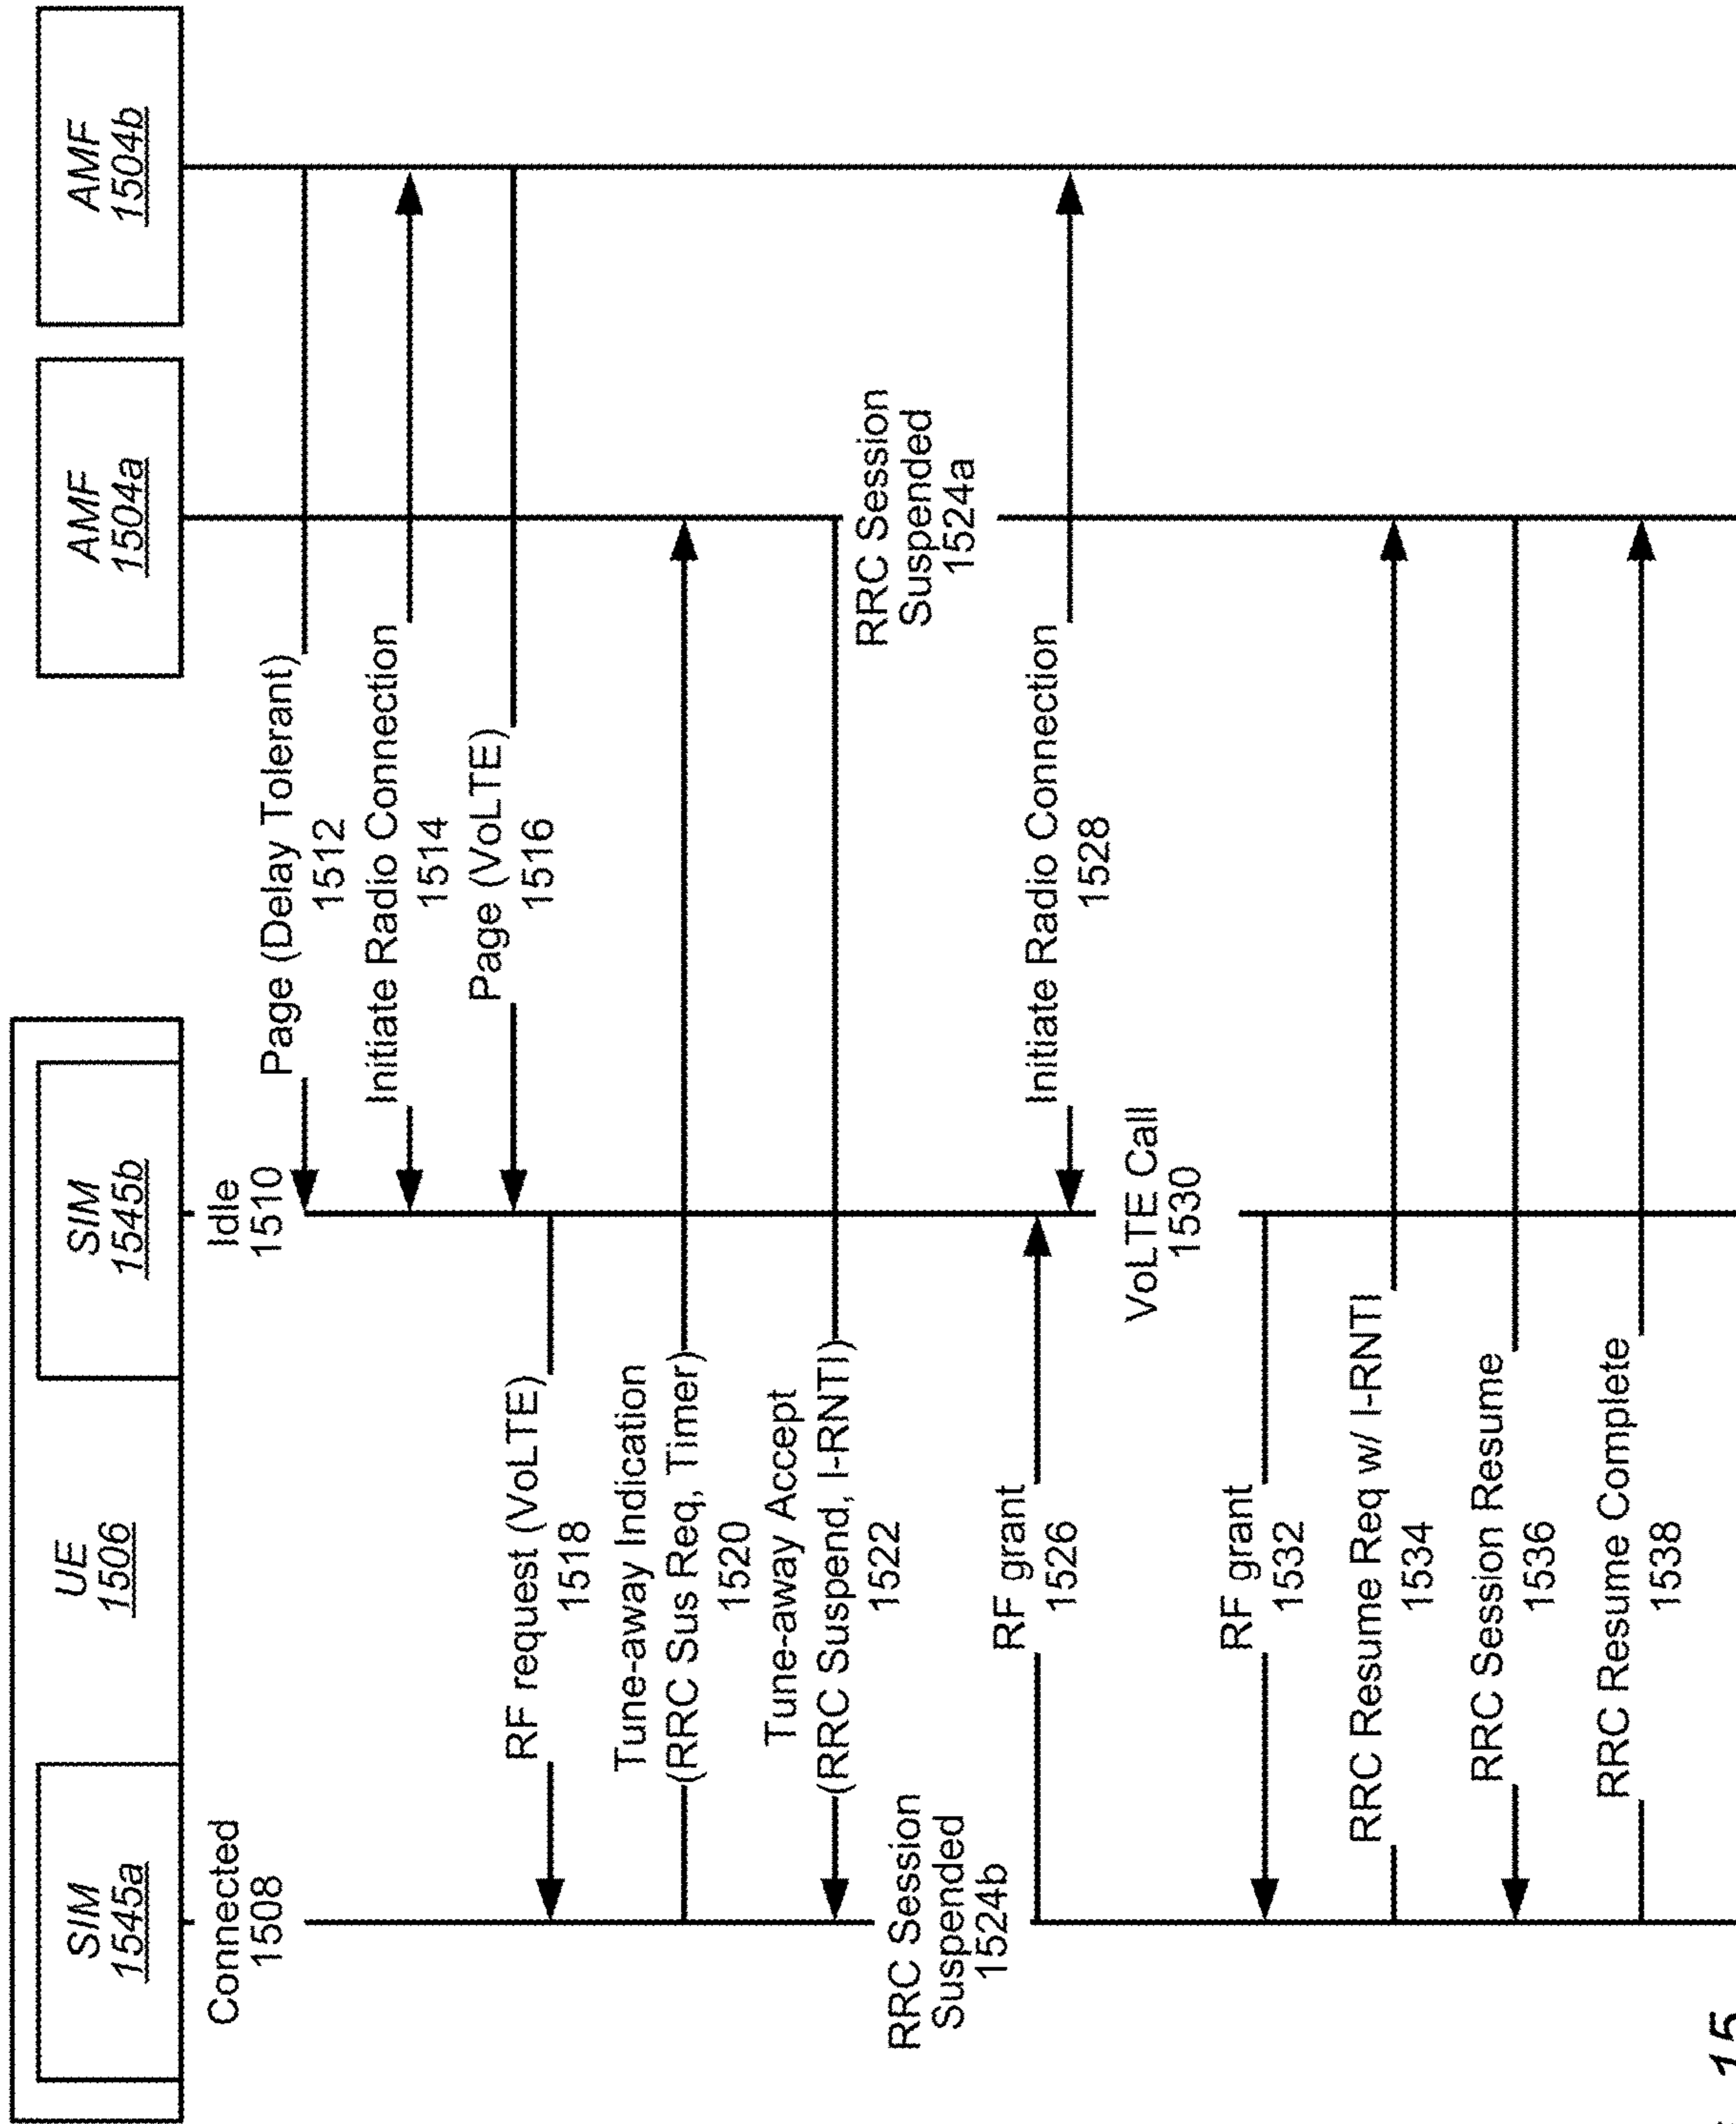 UE
1506
SIM
1545a
SIM
1545b
AMF
1504a
AMF
1504b
Connected
1508
Idle
1510
Page (Delay Tolerant)
1512
Initiate Radio Connection
1514
Page (VoLTE)
1516
RF request (VoLTE)
1518
Tune-away Indication
(RRC Sus Req, Timer)
1520
Tune-away Accept
(RRC Suspend, I-RNTI)
1522
RRC Session
Suspended
1524a
RRC Session
Suspended
1524b
RF grant
1526
Initiate Radio Connection
1528
VoLTE Call
1530
RF grant
1532
RRC Resume Req w/ I-RNTI
1534
RRC Session Resume
1536
RRC Resume Complete
1538
15